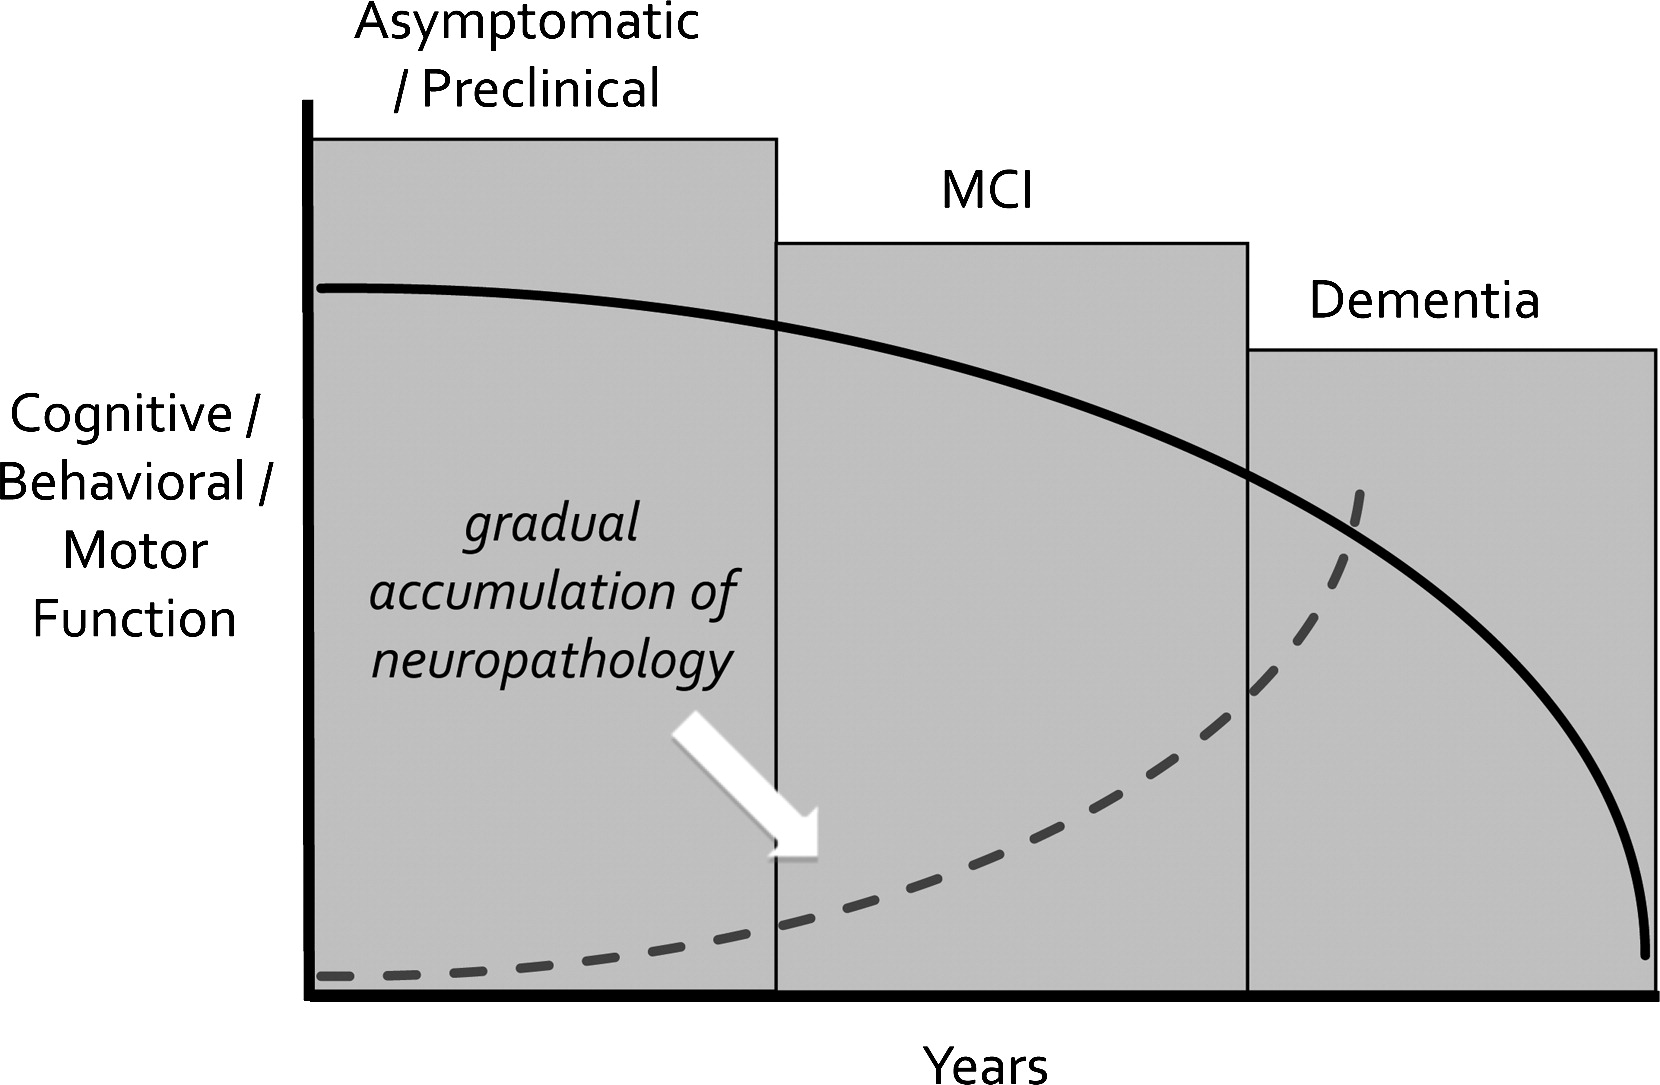 Asymptomatic
/ Preclinical
MCI
Dementia
Cognitive /
Behavioral /
Motor
Function
gradual
accumulation of
neuropathology
Years